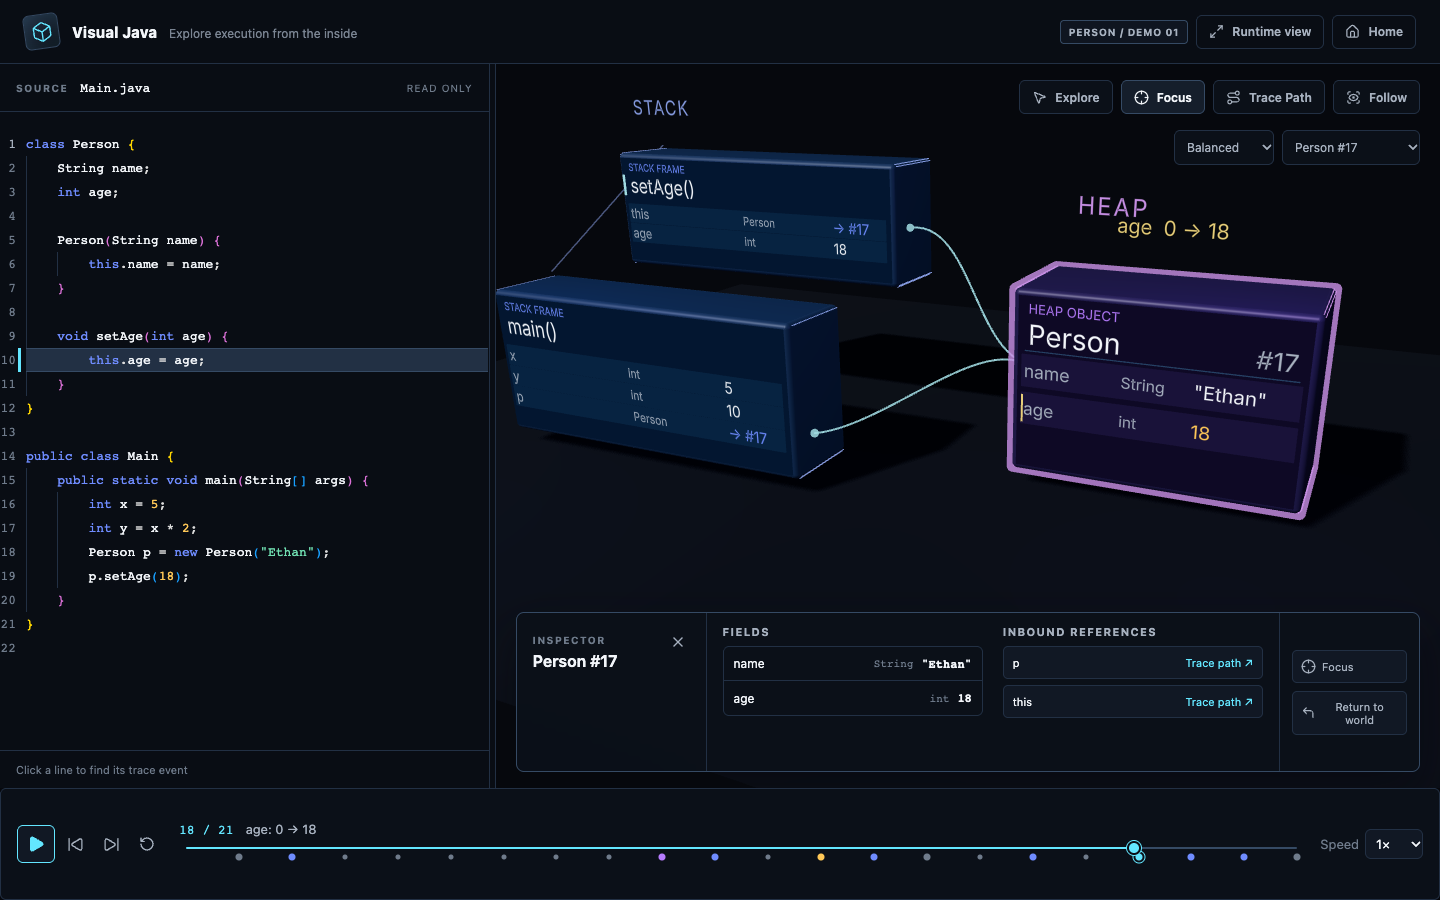 Visual Java
Explore execution from the inside
PERSON / DEMO 01
Runtime view
Home
SOURCE Main.java
READ ONLY
1 class Person {
2 String name;
3 int age;
4
5 Person(String name) {
6 this.name = name;
7 }
8
9 void setAge(int age) {
10 this.age = age;
11 }
12 }
13
14 public class Main {
15 public static void main(String[] args) {
16 int x = 5;
17 int y = x * 2;
18 Person p = new Person("Ethan");
19 p.setAge(18);
20 }
21 }
22
Click a line to find its trace event
Explore
Focus
Trace Path
Follow
Balanced
Person #17
STACK
STACK FRAME
setAge()
this Person → #17
age int 18
STACK FRAME
main()
x int 5
y int 10
p Person → #17
HEAP
age 0 → 18
HEAP OBJECT
Person
#17
name String "Ethan"
age int 18
INSPECTOR
Person #17
FIELDS
name String "Ethan"
age int 18
INBOUND REFERENCES
p Trace path ↗
this Trace path ↗
Focus
Return to
world
18 / 21 age: 0 → 18
Speed 1×